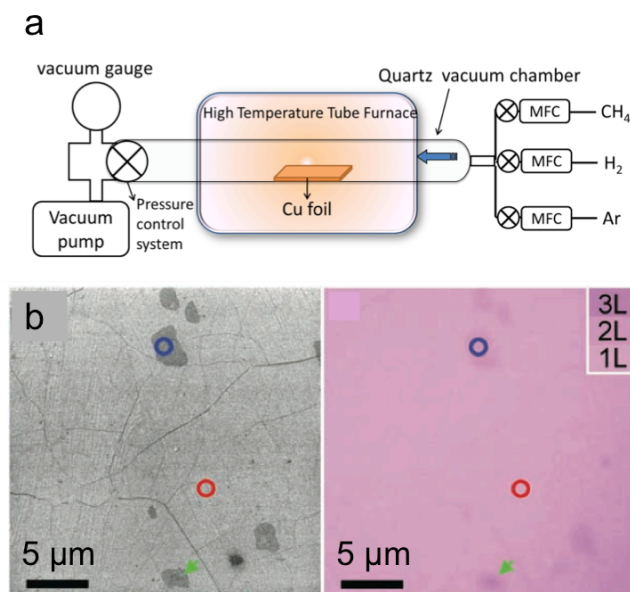 a
vacuum gauge
Quartz vacuum chamber
High Temperature Tube Furnace
MFC
CH4
MFC
H2
Cu foil
Pressure
control
system
Vacuum
pump
MFC
Ar
b
3L
2L
1L
5 µm
5 µm